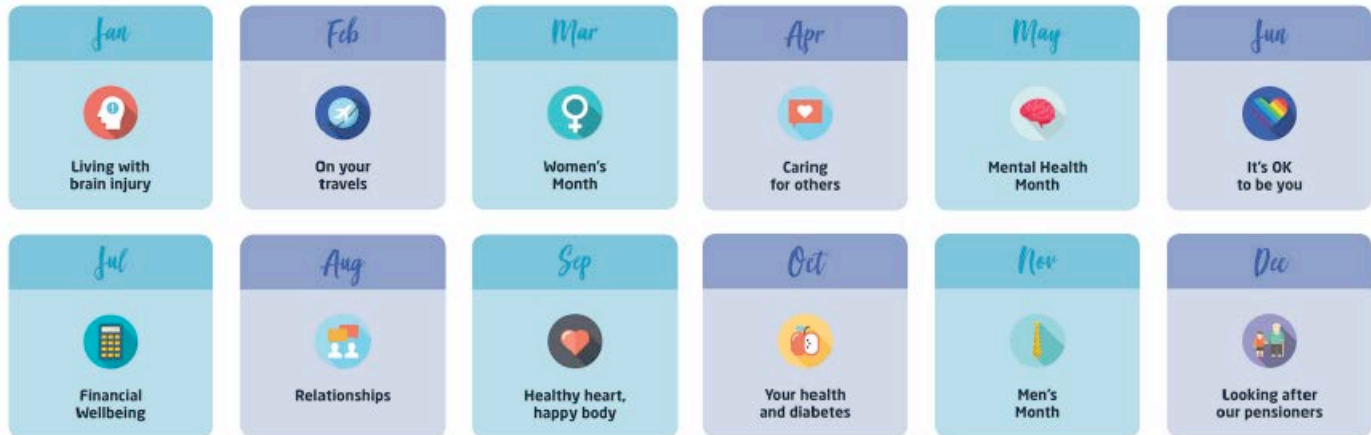 Jan
Feb
Mar
Apr
May
Jun
Living with
brain injury
On your
travels
Women's
Month
Caring
for others
Mental Health
Month
It's OK
to be you
Jul
Aug
Sep
Oct
Nov
Dec
Financial
Wellbeing
Relationships
Healthy heart,
happy body
Your health
and diabetes
Men's
Month
Looking after
our pensioners